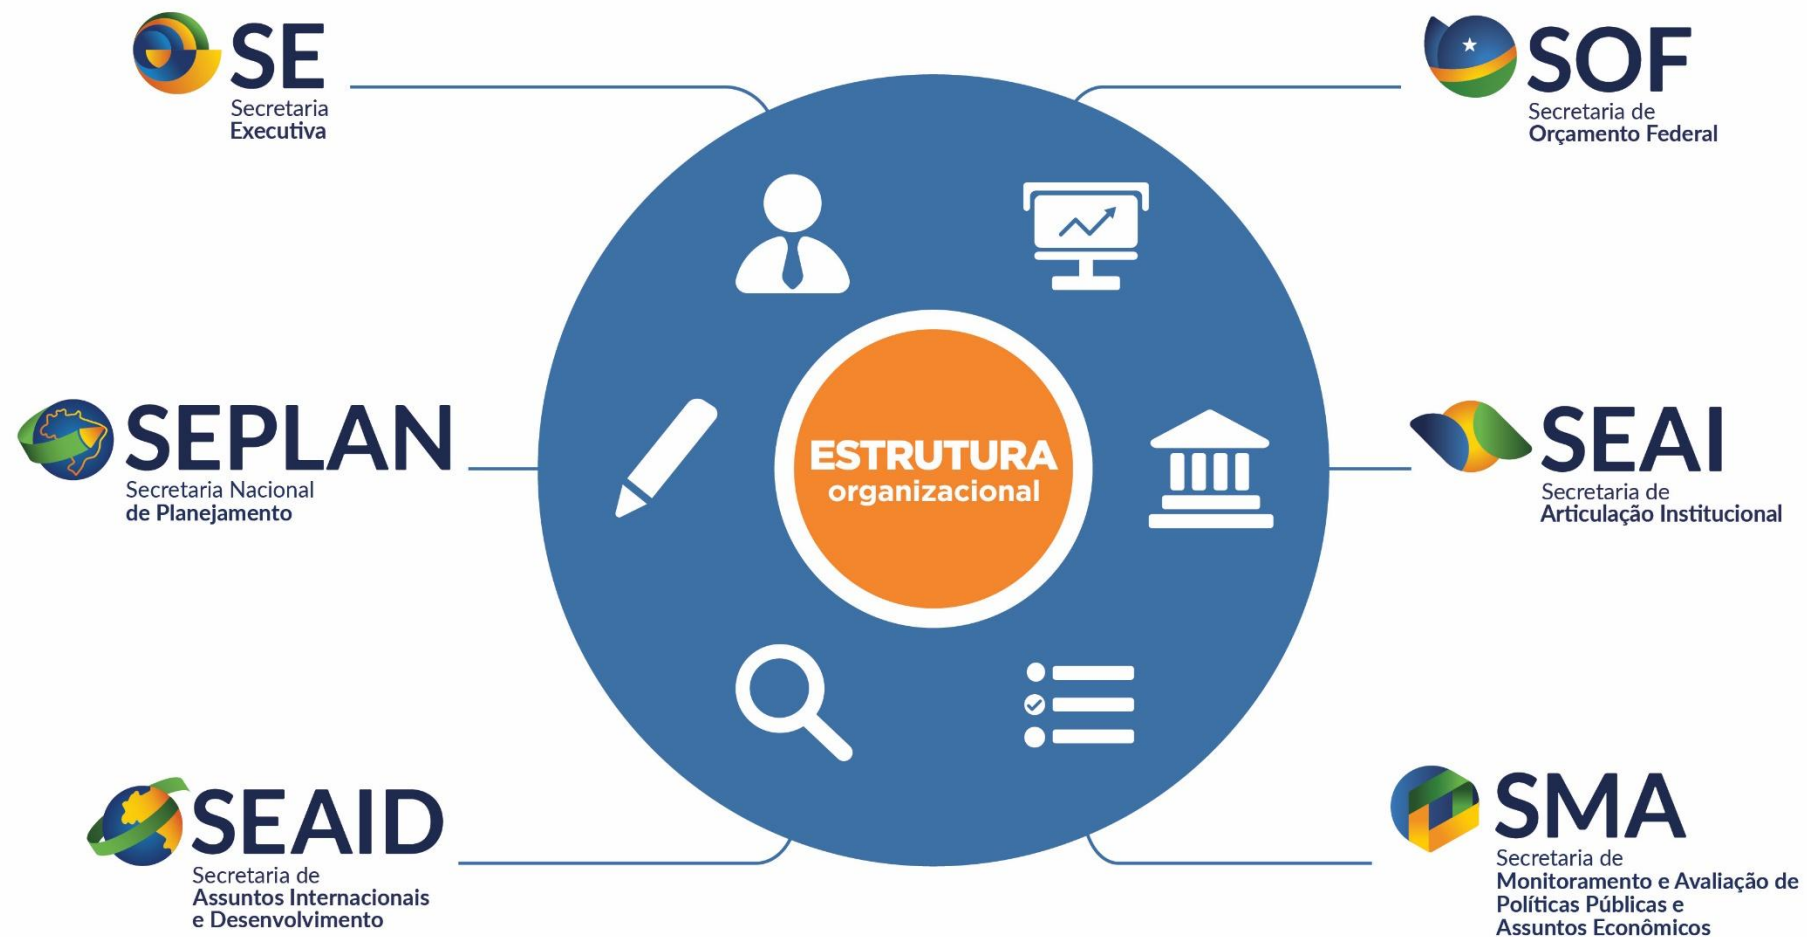 SE
Secretaria
Executiva
SOF
Secretaria de
Orçamento Federal
SEPLAN
Secretaria Nacional
de Planejamento
ESTRUTURA
organizacional
SEAI
Secretaria de
Articulação Institucional
SEAID
Secretaria de
Assuntos Internacionais
e Desenvolvimento
SMA
Secretaria de
Monitoramento e Avaliação de
Políticas Públicas e
Assuntos Econômicos